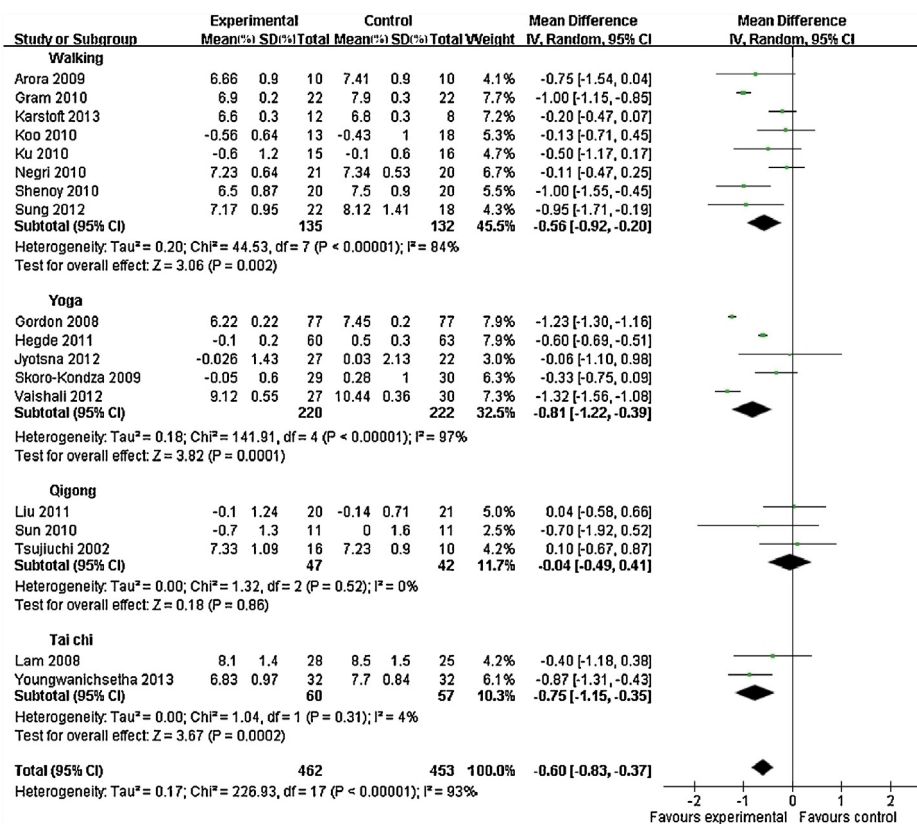 Experimental Control Mean Difference Mean Difference
Study or Subgroup Mean(%) SD(%) Total Mean(%) SD(%) Total Weight IV, Random, 95% CI IV, Random, 95% CI
Walking
Arora 2009 6.66 0.9 10 7.41 0.9 10 4.1% -0.75 [-1.54, 0.04]
Gram 2010 6.9 0.2 22 7.9 0.3 22 7.7% -1.00 [-1.15, -0.85]
Karstoft 2013 6.6 0.3 12 6.8 0.3 8 7.2% -0.20 [-0.47, 0.07]
Koo 2010 -0.56 0.64 13 -0.43 1 18 5.3% -0.13 [-0.71, 0.45]
Ku 2010 -0.6 1.2 15 -0.1 0.6 16 4.7% -0.50 [-1.17, 0.17]
Negri 2010 7.23 0.64 21 7.34 0.53 20 6.7% -0.11 [-0.47, 0.25]
Shenoy 2010 6.5 0.87 20 7.5 0.9 20 5.5% -1.00 [-1.55, -0.45]
Sung 2012 7.17 0.95 22 8.12 1.41 18 4.3% -0.95 [-1.71, -0.19]
Subtotal (95% CI) 135 132 45.5% -0.56 [-0.92, -0.20]
Heterogeneity: Tau² = 0.20; Chi² = 44.53, df = 7 (P < 0.00001); I² = 84%
Test for overall effect: Z = 3.06 (P = 0.002)
Yoga
Gordon 2008 6.22 0.22 77 7.45 0.2 77 7.9% -1.23 [-1.30, -1.16]
Hegde 2011 -0.1 0.2 60 0.5 0.3 63 7.9% -0.60 [-0.69, -0.51]
Jyotsna 2012 -0.026 1.43 27 0.03 2.13 22 3.0% -0.06 [-1.10, 0.98]
Skoro-Kondza 2009 -0.05 0.6 29 0.28 1 30 6.3% -0.33 [-0.75, 0.09]
Vaishali 2012 9.12 0.55 27 10.44 0.36 30 7.3% -1.32 [-1.56, -1.08]
Subtotal (95% CI) 220 222 32.5% -0.81 [-1.22, -0.39]
Heterogeneity: Tau² = 0.18; Chi² = 141.91, df = 4 (P < 0.00001); I² = 97%
Test for overall effect: Z = 3.82 (P = 0.0001)
Qigong
Liu 2011 -0.1 1.24 20 -0.14 0.71 21 5.0% 0.04 [-0.58, 0.66]
Sun 2010 -0.7 1.3 11 0 1.6 11 2.5% -0.70 [-1.92, 0.52]
Tsujiuchi 2002 7.33 1.09 16 7.23 0.9 10 4.2% 0.10 [-0.67, 0.87]
Subtotal (95% CI) 47 42 11.7% -0.04 [-0.49, 0.41]
Heterogeneity: Tau² = 0.00; Chi² = 1.32, df = 2 (P = 0.52); I² = 0%
Test for overall effect: Z = 0.18 (P = 0.86)
Tai chi
Lam 2008 8.1 1.4 28 8.5 1.5 25 4.2% -0.40 [-1.18, 0.38]
Youngwanichsetha 2013 6.83 0.97 32 7.7 0.84 32 6.1% -0.87 [-1.31, -0.43]
Subtotal (95% CI) 60 57 10.3% -0.75 [-1.15, -0.35]
Heterogeneity: Tau² = 0.00; Chi² = 1.04, df = 1 (P = 0.31); I² = 4%
Test for overall effect: Z = 3.67 (P = 0.0002)
Total (95% CI) 462 453 100.0% -0.60 [-0.83, -0.37]
Heterogeneity: Tau² = 0.17; Chi² = 226.93, df = 17 (P < 0.00001); I² = 93%
-2 -1 0 1 2
Favours experimental Favours control